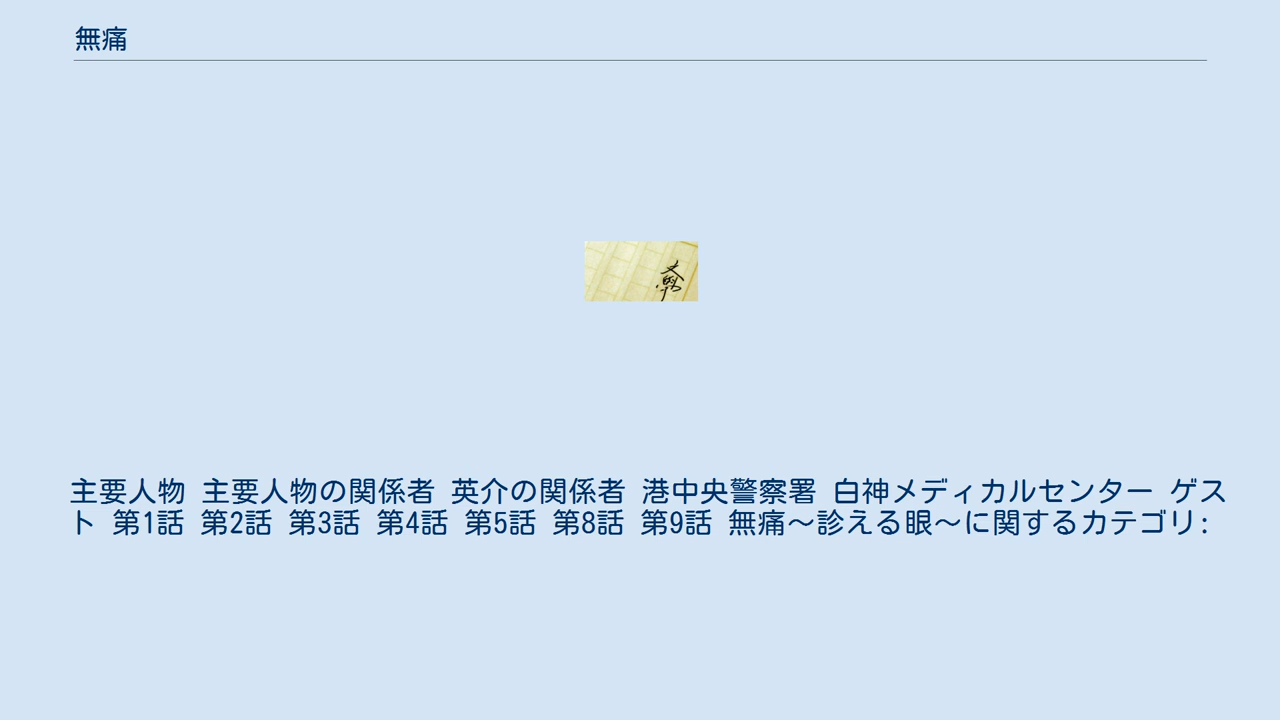 無痛
主要人物 主要人物の関係者 英介の関係者 港中央警察署 白神メディカルセンター ゲス
ト 第1話 第2話 第3話 第4話 第5話 第8話 第9話 無痛～診える眼～に関するカテゴリ: